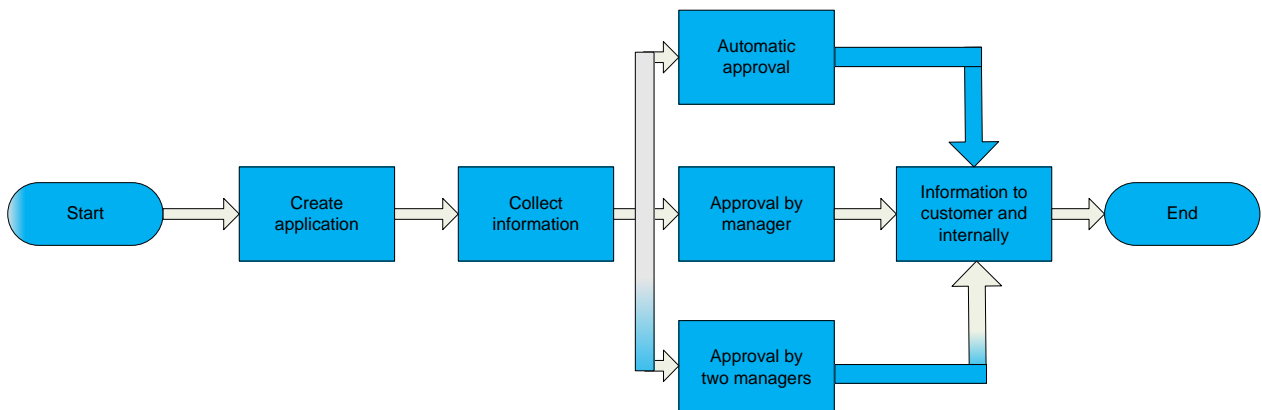 Start
Create
application
Collect
information
Automatic
approval
Approval by
manager
Approval by
two managers
Information to
customer and
internally
End